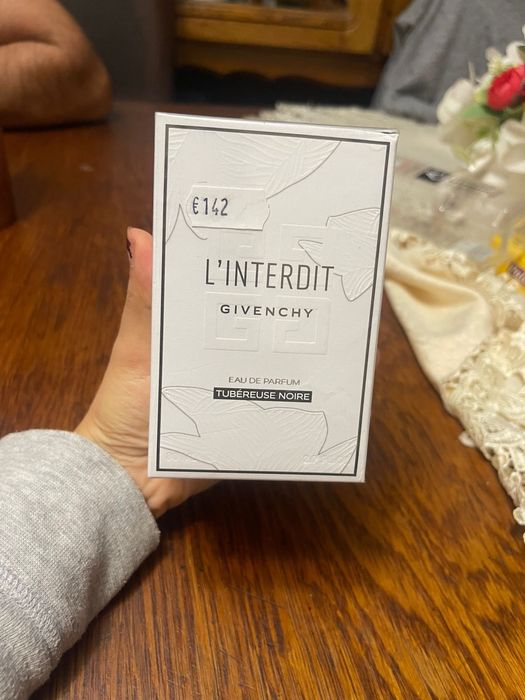 €142
L'INTERDIT
GIVENCHY
EAU DE PARFUM
TUBÉREUSE NOIRE